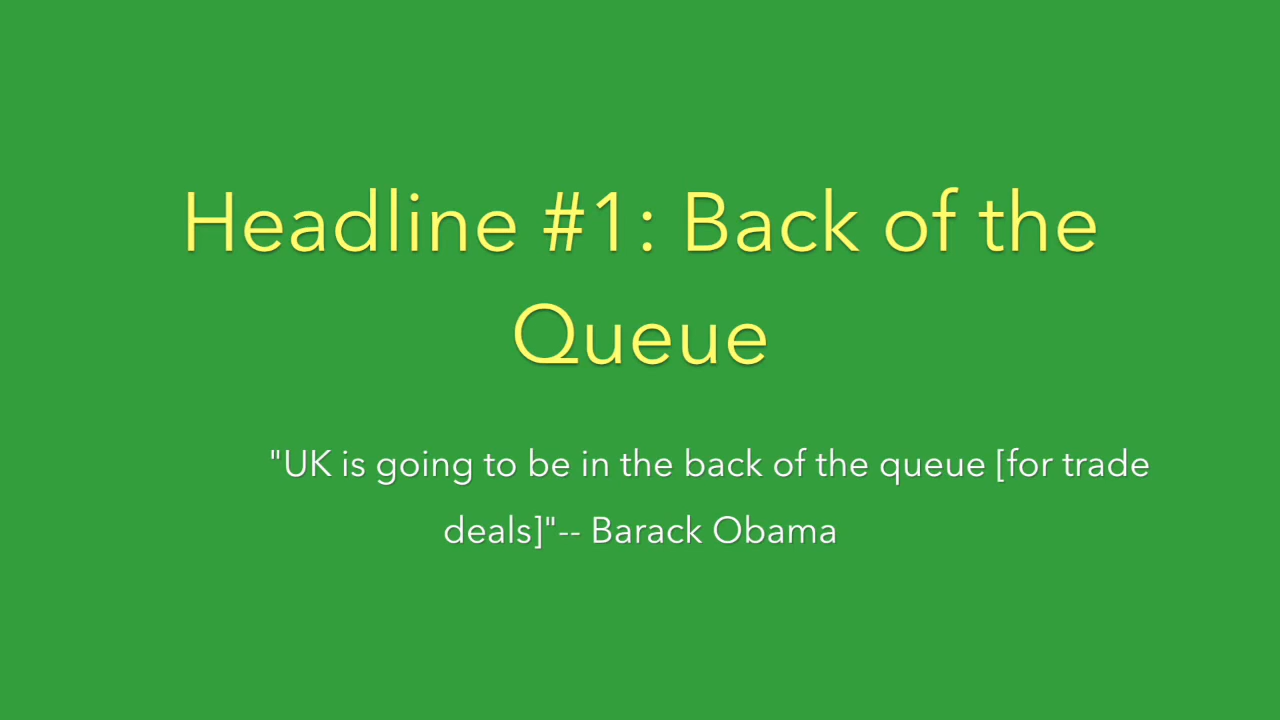 Headline #1: Back of the
Queue
"UK is going to be in the back of the queue [for trade
deals]"-- Barack Obama